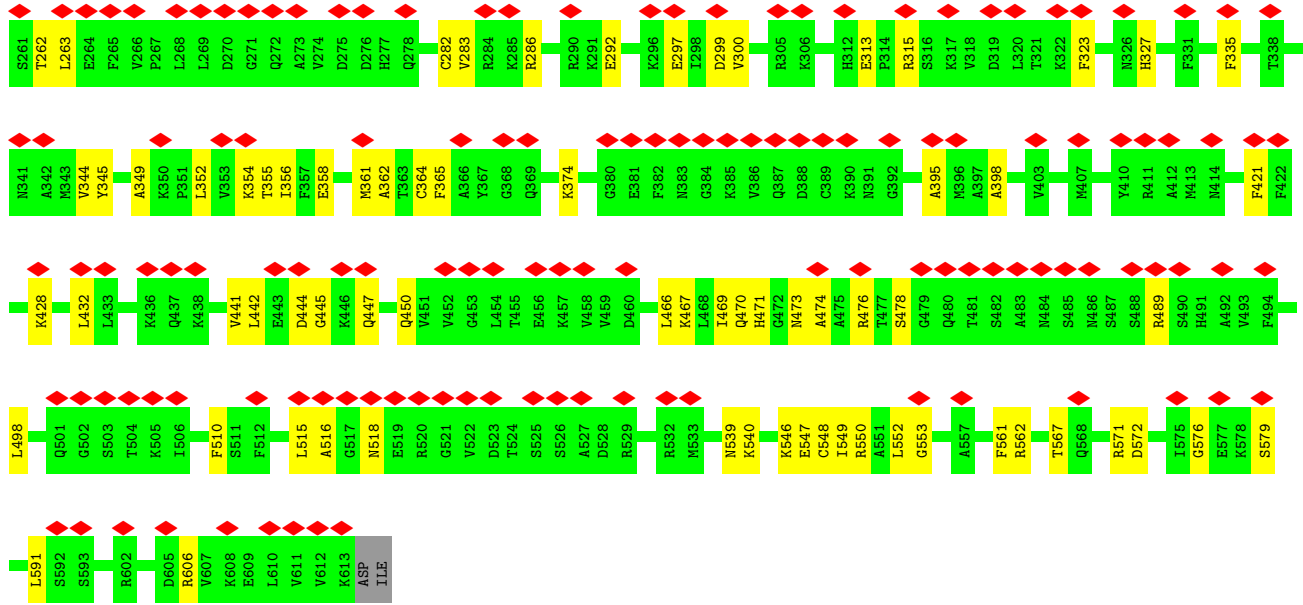 S261 T262 L263 E264 F265 V266 P267 L268 L269 D270 G271 Q272 A273 V274 D275 D276 H277 Q278 C282 V283 R284 K285 R286 R290 K291 E292 K296 E297 I298 D299 V300 R305 K306 H312 E313 P314 R315 S316 K317 V318 D319 L320 T321 K322 F323 N326 H327 F331 F335 T338
N341 A342 M343 V344 Y345 A349 K350 P351 L352 V353 K354 T355 I356 F357 E358 M361 A362 T363 C364 F365 A366 Y367 G368 Q369 K374 G380 E381 F382 N383 G384 K385 V386 Q387 D388 C389 K390 N391 G392 A395 M396 A397 A398 V403 M407 Y410 R411 A412 M413 N414 F421 F422
K428 L432 L433 K436 Q437 K438 V441 L442 E443 D444 G445 K446 Q447 Q450 V451 V452 G453 L454 T455 E456 K457 V458 V459 D460 L466 K467 L468 I469 Q470 H471 G472 N473 A474 A475 R476 T477 S478 G479 Q480 T481 S482 A483 N484 S485 N486 S487 S488 R489 S490 H491 A492 V493 F494
L498 Q501 G502 S503 T504 K505 I506 F510 S511 F512 L515 A516 G517 N518 E519 R520 G521 V522 D523 T524 S525 S526 A527 D528 R529 R532 M533 N539 K540 K546 E547 C548 I549 R550 A551 L552 G553 A557 F561 R562 T567 Q568 R571 D572 I575 G576 E577 K578 S579
L591 S592 S593 R602 D605 R606 V607 K608 E609 L610 V611 V612 K613 ASP ILE